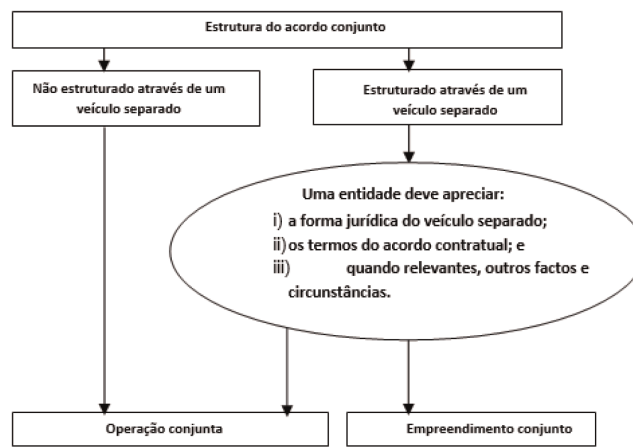 Estrutura do acordo conjunto
Não estruturado através de um
veículo separado
Estruturado através de um
veículo separado
Uma entidade deve apreciar:
i) a forma jurídica do veículo separado;
ii) os termos do acordo contratual; e
iii) quando relevantes, outros factos e
circunstâncias.
Operação conjunta
Empreendimento conjunto